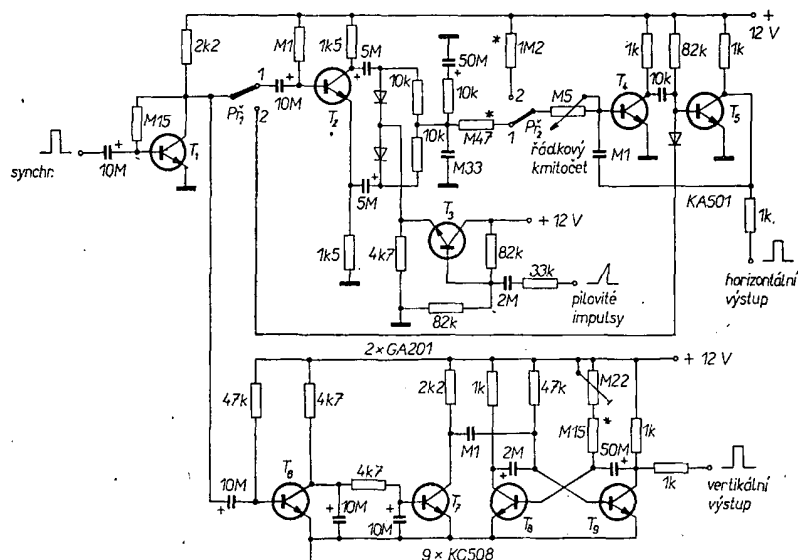 +
12 V
2k2
M1
1k5
5M
50M
*
1M2
1k
82k
1k
10k
10k
T4
10k
1
Př1
2
10M
T2
2
1
Př2
M5
T5
M15
10k
M47
*
řádkový
kmitočet
M1
synchr.
10M
T1
5M
M33
KA501
T3
+ 12 V
1k
1k5
4k7
82k
2M
33k
82k
pilovité
impulsy
horizontální
výstup
2 × GA201
+ 12 V
47k
4k7
2k2
1k
47k
M22
M15
*
1k
M1
2M
50M
10M
T6
4k7
T7
T8
T9
1k
10M
10M
vertikální
výstup
9 × KC508